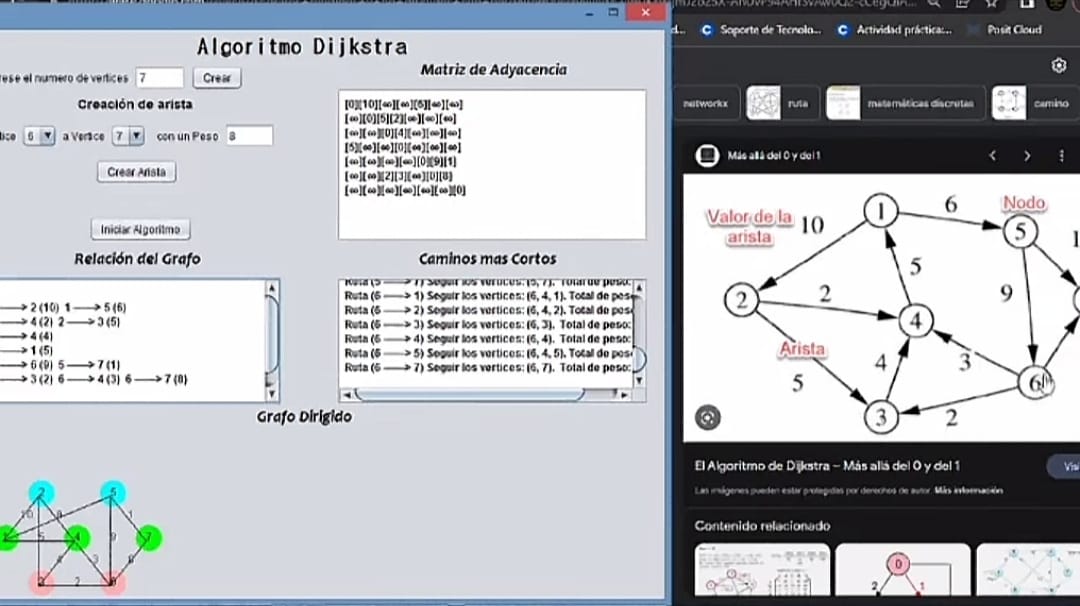 Algoritmo Dijkstra
rese el numero de vertices 7 Crear
Creación de arista
ice 6 a Vertice 7 con un Peso 8
Crear Arista
Iniciar Algoritmo
Relación del Grafo
2 (10) 1 5 (6)
4 (2) 2 3 (5)
4 (4)
1 (5)
6 (9) 5 7 (1)
3 (2) 6 4 (3) 6 7 (8)
Matriz de Adyacencia
[0][10][∞][∞][6][∞][∞]
[∞][0][5][2][∞][∞][∞]
[∞][∞][0][4][∞][∞][∞]
[5][∞][∞][0][∞][∞][∞]
[∞][∞][∞][∞][0][9][1]
[∞][∞][2][3][∞][0][8]
[∞][∞][∞][∞][∞][∞][0]
Caminos mas Cortos
Ruta (5 7) Seguir los vertices: (5, 7). Total de peso:
Ruta (6 1) Seguir los vertices: (6, 4, 1). Total de pes
Ruta (6 2) Seguir los vertices: (6, 4, 2). Total de pes
Ruta (6 3) Seguir los vertices: (6, 3). Total de peso:
Ruta (6 4) Seguir los vertices: (6, 4). Total de peso:
Ruta (6 5) Seguir los vertices: (6, 4, 5). Total de pes
Ruta (6 7) Seguir los vertices: (6, 7). Total de peso:
Grafo Dirigido
2 5
10 1
4 7
9
3
2
Soporte de Tecnolo... Actividad práctica:... Posit Cloud
networkx ruta matemáticas discretas camino
Más allá del 0 y del 1
Valor de la
arista
10 1 6 Nodo
5
5
2 2 4 9
Arista
5 4 3 6
3 2
El Algoritmo de Dijkstra – Más allá del 0 y del 1
Visi
Las imágenes pueden estar protegidas por derechos de autor. Más información
Contenido relacionado
0
2 1